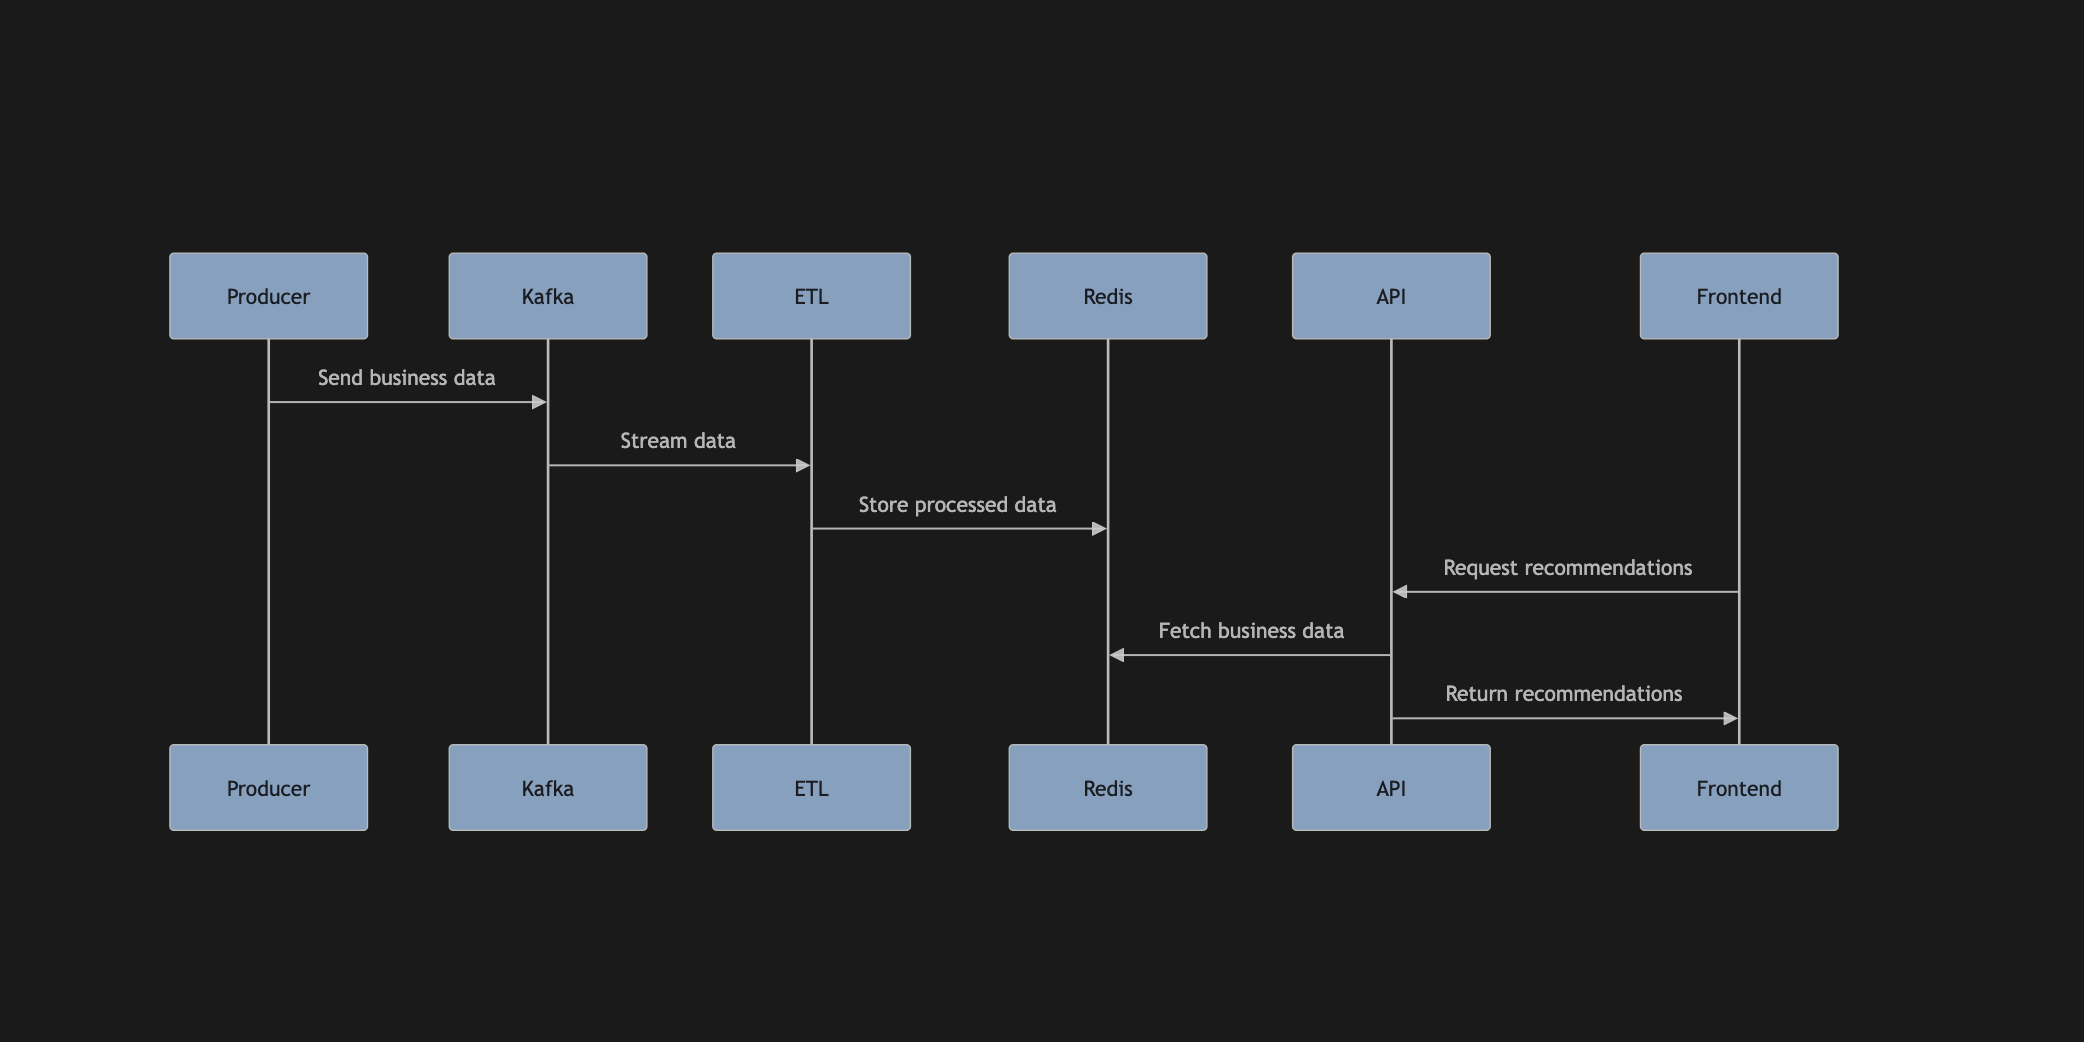 Producer
Kafka
ETL
Redis
API
Frontend
Send business data
Stream data
Store processed data
Request recommendations
Fetch business data
Return recommendations
Producer
Kafka
ETL
Redis
API
Frontend